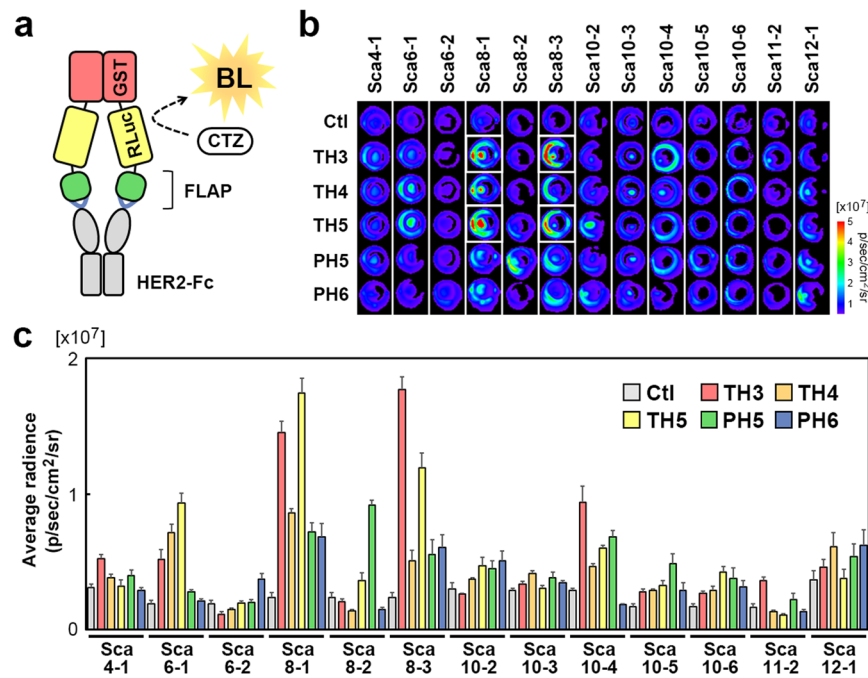 a
GST
BL
RLuc
CTZ
FLAP
HER2-Fc
b
Sca4-1 Sca6-1 Sca6-2 Sca8-1 Sca8-2 Sca8-3 Sca10-2 Sca10-3 Sca10-4 Sca10-5 Sca10-6 Sca11-2 Sca12-1
Ctl
TH3
TH4
TH5
PH5
PH6
[x10⁷]
5
4
3
2
1
p/sec/cm²/sr
c
[x10⁷]
2
1
0
Average radience
(p/sec/cm²/sr)
Ctl TH3 TH4
TH5 PH5 PH6
Sca Sca Sca Sca Sca Sca Sca Sca Sca Sca Sca Sca Sca
4-1 6-1 6-2 8-1 8-2 8-3 10-2 10-3 10-4 10-5 10-6 11-2 12-1